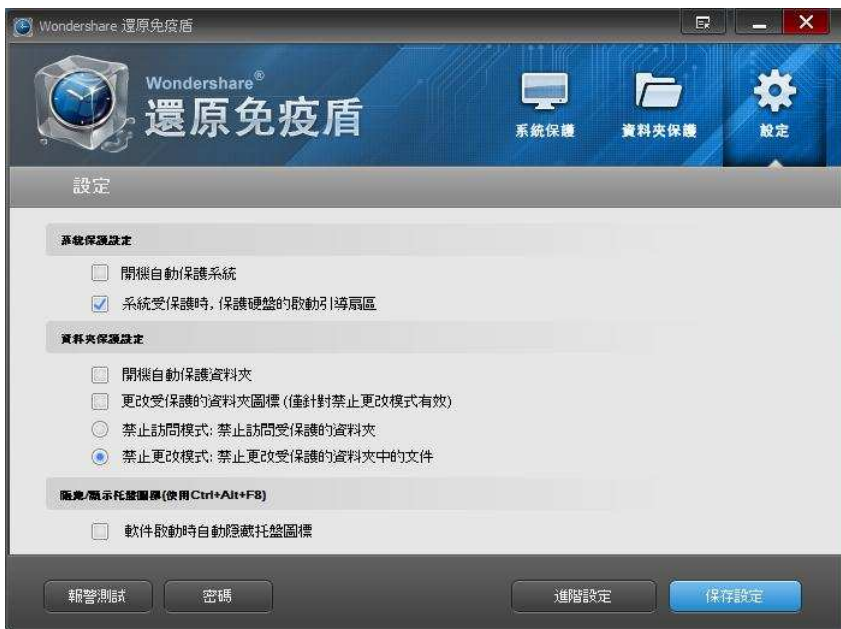 Wondershare 還原免疫盾
Wondershare®
還原免疫盾
系統保護
資料夾保護
設定
設定
系統保護設定
開機自動保護系統
系統受保護時, 保護硬盤的啟動引導扇區
資料夾保護設定
開機自動保護資料夾
更改受保護的資料夾圖標 (僅針對禁止更改模式有效)
禁止訪問模式: 禁止訪問受保護的資料夾
禁止更改模式: 禁止更改受保護的資料夾中的文件
隱藏/顯示托盤圖標(使用Ctrl+Alt+F8)
軟件啟動時自動隱藏托盤圖標
報警測試
密碼
進階設定
保存設定